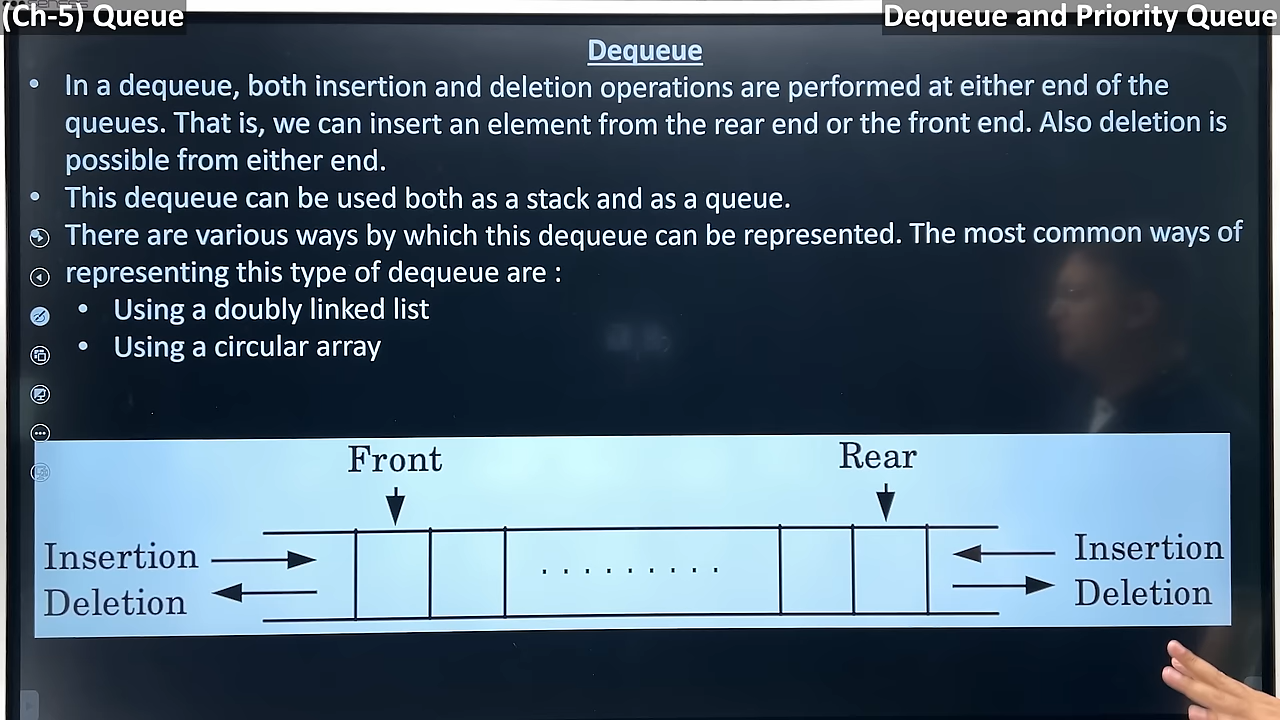 (Ch-5) Queue
Dequeue and Priority Queue
Dequeue
• In a dequeue, both insertion and deletion operations are performed at either end of the
queues. That is, we can insert an element from the rear end or the front end. Also deletion is
possible from either end.
• This dequeue can be used both as a stack and as a queue.
There are various ways by which this dequeue can be represented. The most common ways of
representing this type of dequeue are :
• Using a doubly linked list
• Using a circular array
Front
Rear
Insertion
Deletion
. . . . . . . . .
Insertion
Deletion